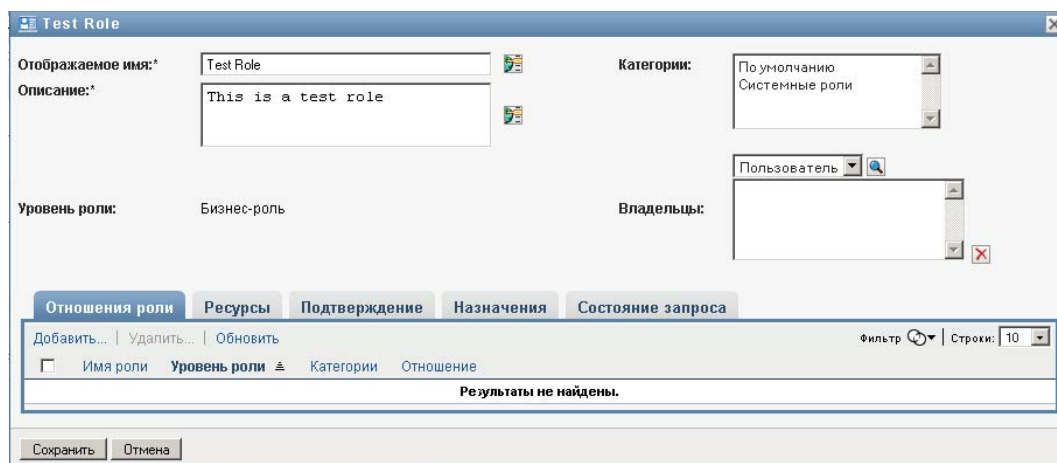 Test Role
Отображаемое имя:*
Test Role
Категории:
По умолчанию
Системные роли
Описание:*
This is a test role
Пользователь
Уровень роли:
Бизнес-роль
Владельцы:
Отношения роли Ресурсы Подтверждение Назначения Состояние запроса
Добавить... | Удалить... | Обновить
Фильтр | Строки: 10
Имя роли Уровень роли Категории Отношение
Результаты не найдены.
Сохранить Отмена